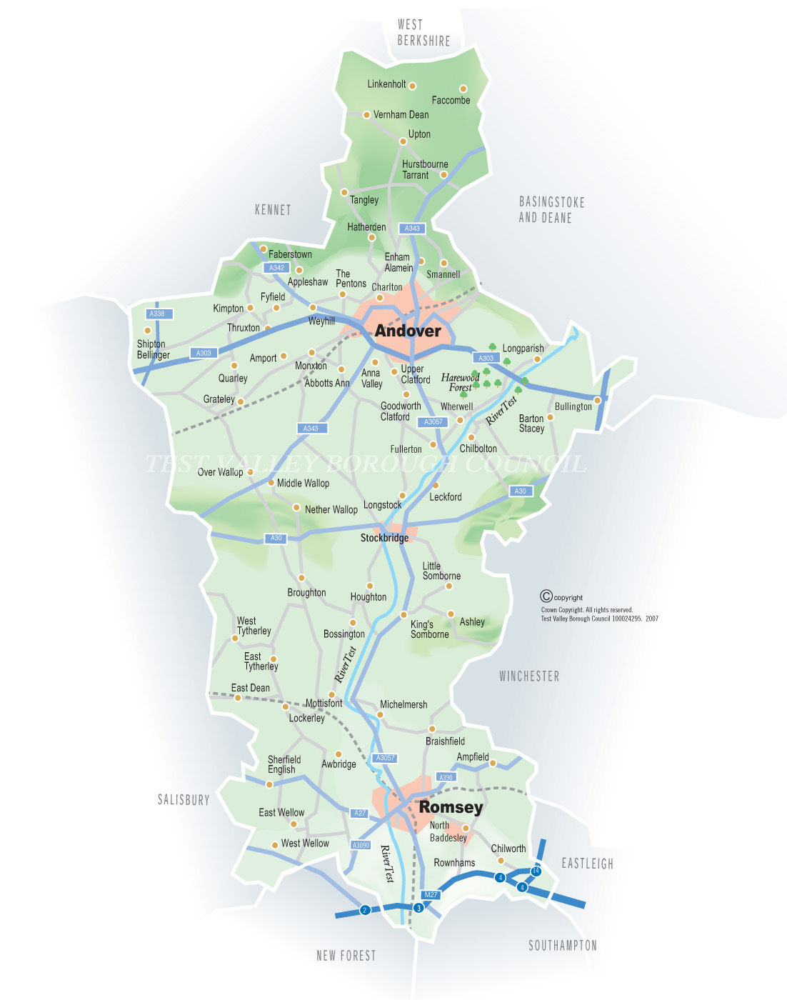 WEST
BERKSHIRE
Linkenholt
Faccombe
Vernham Dean
Upton
Hurstbourne
Tarrant
Tangley
KENNET
BASINGSTOKE
AND DEANE
Hatherden
A343
Faberstown
A342
Appleshaw
Enham
Alamein
Smannell
The
Pentons
Charlton
Fyfield
Kimpton
Weyhill
Thruxton
A338
Shipton
Bellinger
A303
Andover
Amport
Monxton
Quarley
Abbotts Ann
Anna
Valley
Upper
Clatford
A303
Longparish
Harewood
Forest
Grateley
Goodworth
Clatford
Wherwell
River Test
Bullington
Barton
Stacey
A343
A3057
Fullerton
Chilbolton
TEST VALLEY BOROUGH COUNCIL
Over Wallop
Middle Wallop
Nether Wallop
Longstock
Leckford
A30
A30
Stockbridge
Little
Somborne
Broughton
Houghton
© copyright
Crown Copyright. All rights reserved.
Test Valley Borough Council 100024295. 2007
West
Tytherley
Bossington
King's
Somborne
Ashley
East
Tytherley
River Test
WINCHESTER
East Dean
Mottisfont
Lockerley
Michelmersh
Braishfield
Sherfield
English
Awbridge
A3057
Ampfield
A390
SALISBURY
East Wellow
A27
Romsey
West Wellow
A3090
North
Baddesley
River Test
Chilworth
Rownhams
EASTLEIGH
14
4
4
M27
3
2
NEW FOREST
SOUTHAMPTON